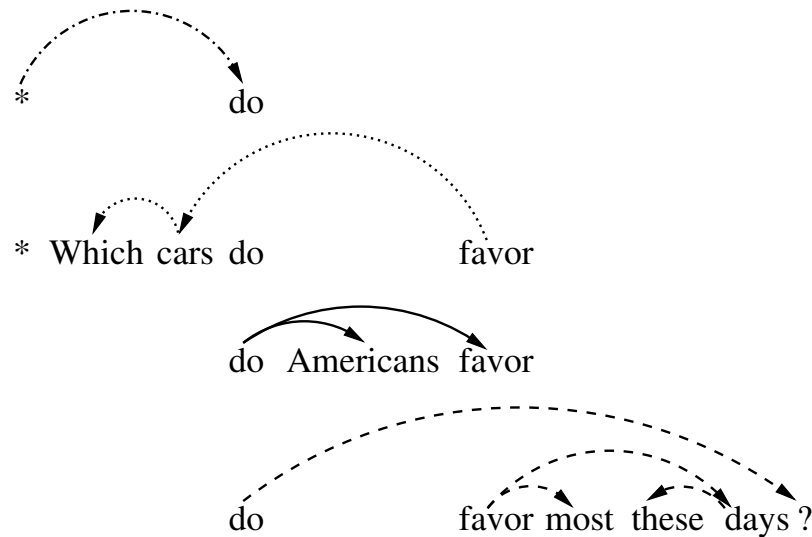 * do
* Which cars do favor
do Americans favor
do favor most these days ?